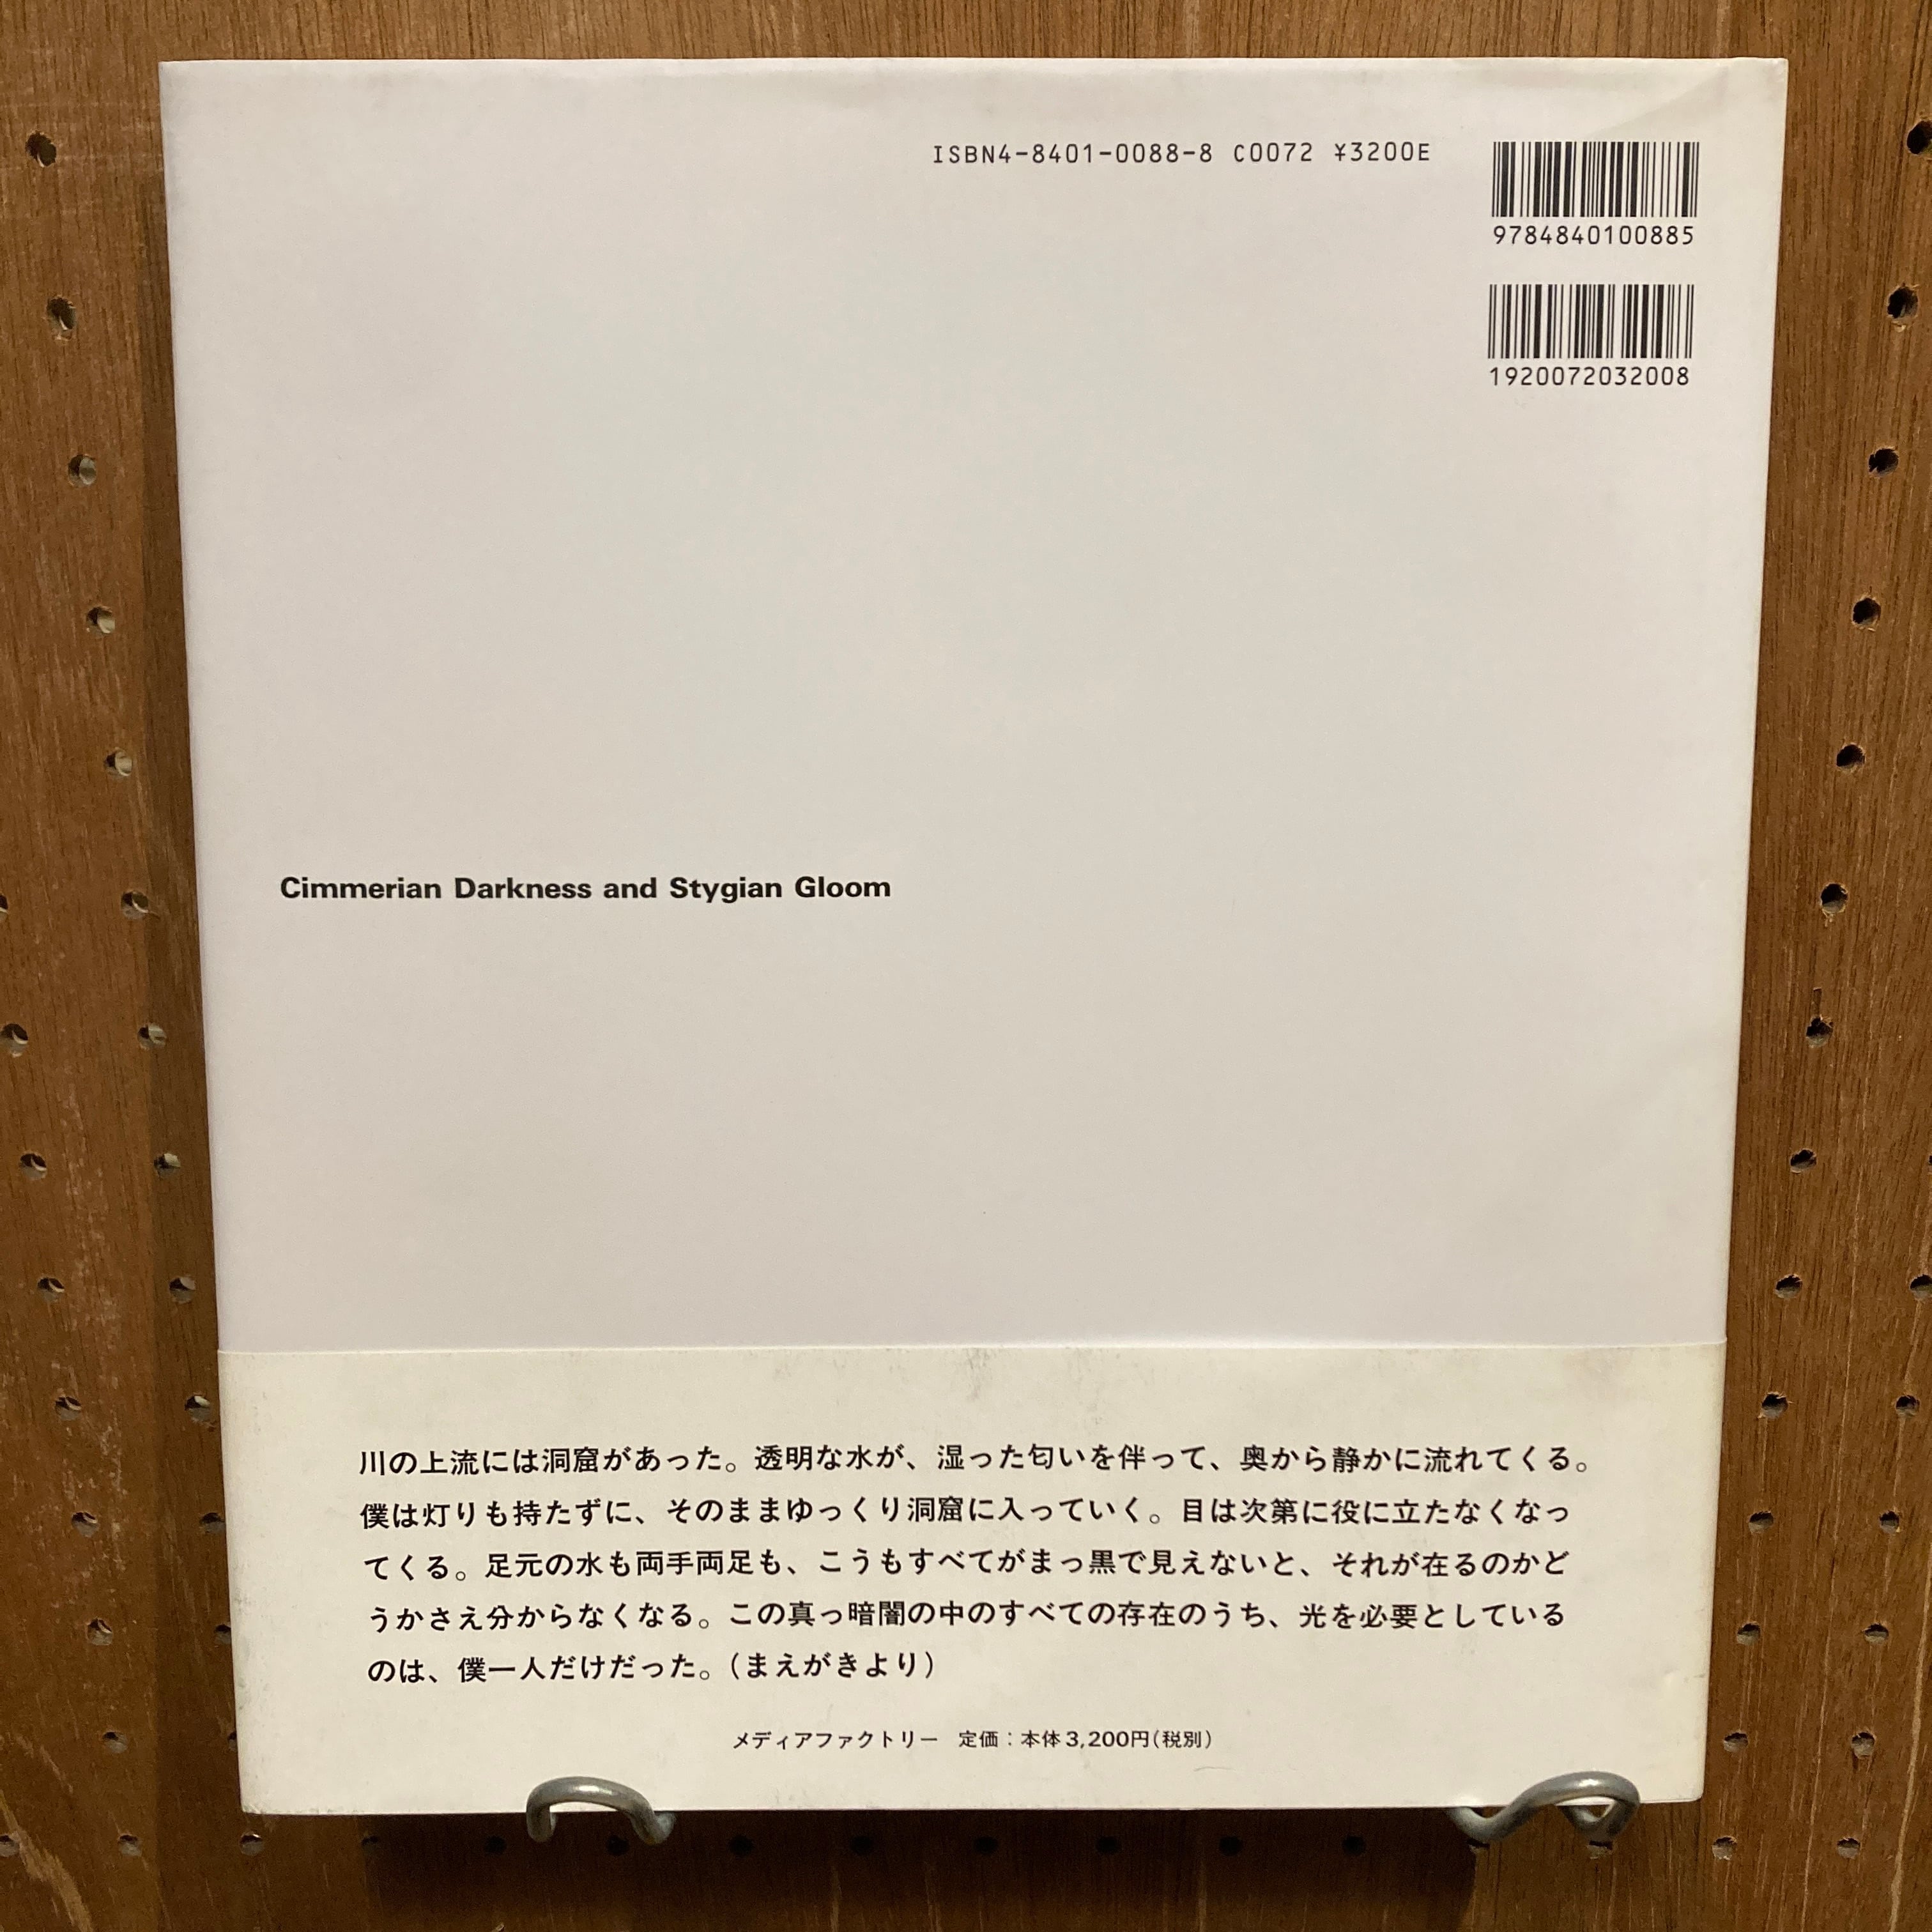 ISBN4-8401-0088-8 C0072 ¥3200E
9784840100885
1920072032008
Cimmerian Darkness and Stygian Gloom
川の上流には洞窟があった。透明な水が、湿った匂いを伴って、奥から静かに流れてくる。
僕は灯りも持たずに、そのままゆっくり洞窟に入っていく。目は次第に役に立たなくなっ
てくる。足元の水も両手両足も、こうもすべてがまっ黒で見えないと、それが在るのかど
うかさえ分からなくなる。この真っ暗闇の中のすべての存在のうち、光を必要としている
のは、僕一人だけだった。(まえがきより)
メディアファクトリー 定価：本体3,200円(税別)